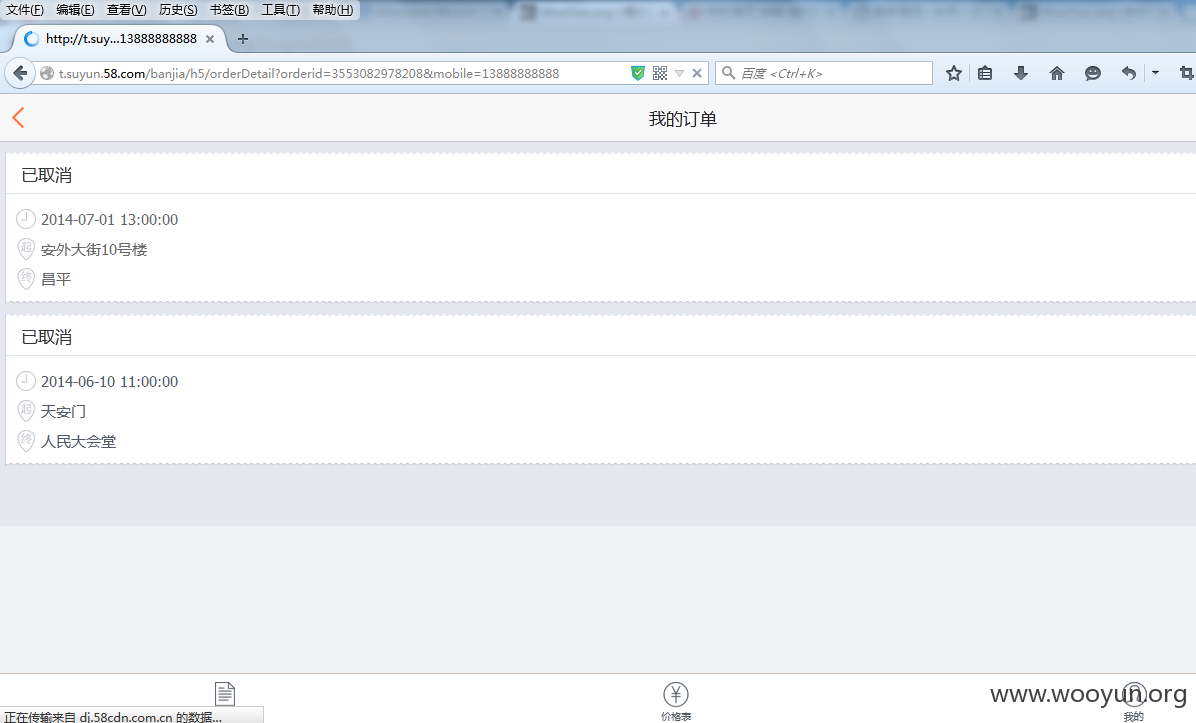 文件(F) 编辑(E) 查看(V) 历史(S) 书签(B) 工具(T) 帮助(H)
http://t.suy...13888888888
t.suyun.58.com/banjia/h5/orderDetail?orderid=3553082978208&mobile=13888888888
百度 <Ctrl+K>
我的订单
已取消
2014-07-01 13:00:00
起 安外大街10号楼
终 昌平
已取消
2014-06-10 11:00:00
起 天安门
终 人民大会堂
www.wooyun.org
价格表
我的
正在传输来自 dj.58cdn.com.cn 的数据...